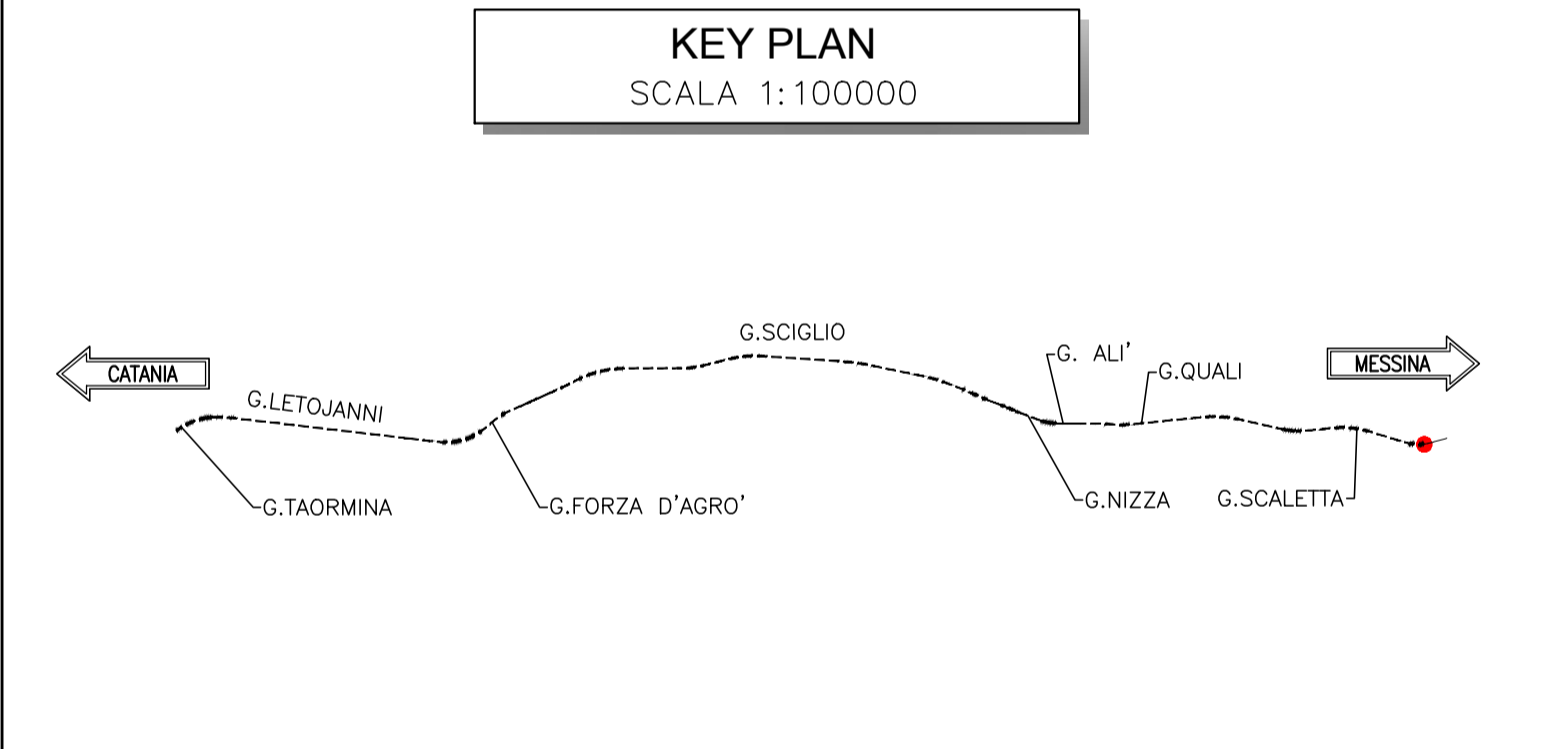 KEY PLAN
SCALA 1:100000
G.SCIGLIO
G. ALI'
G.QUALI
MESSINA
CATANIA
G.LETOJANNI
G.TAORMINA
G.FORZA D'AGRO'
G.NIZZA
G.SCALETTA